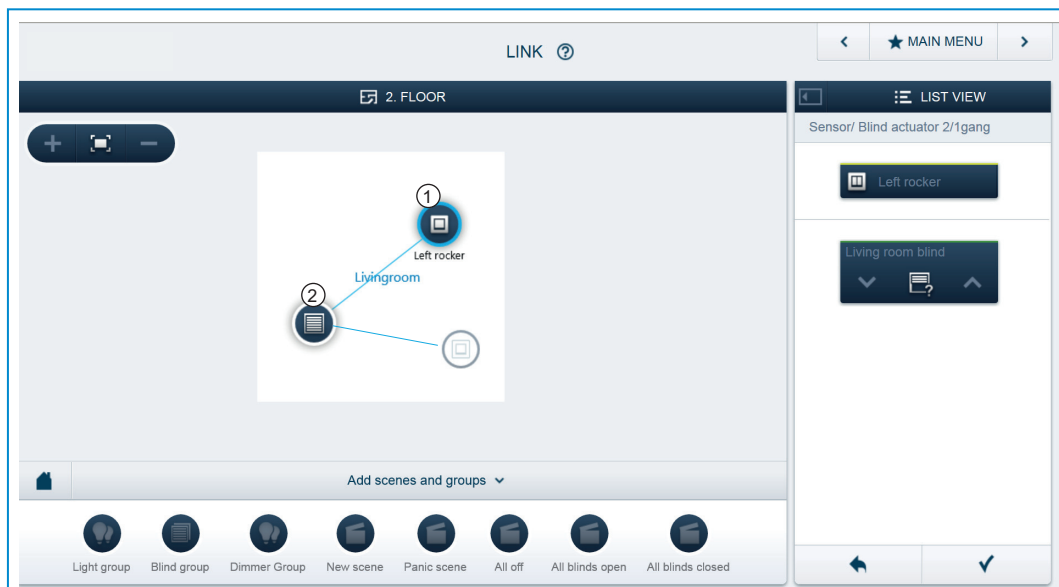 LINK ?
MAIN MENU
2. FLOOR
LIST VIEW
Sensor/ Blind actuator 2/1gang
Left rocker
1
Left rocker
Livingroom
2
Living room blind
?
Add scenes and groups
Light group
Blind group
Dimmer Group
New scene
Panic scene
All off
All blinds open
All blinds closed